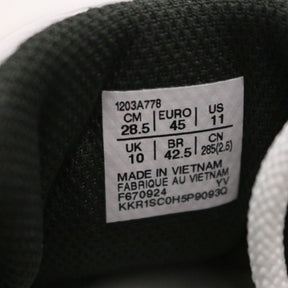 1203A778
CM EURO US
28.5 45 11
UK BR CN
10 42.5 285(2.5)
MADE IN VIETNAM
FABRIQUE AU VIETNAM
F670924 YV
KKR1SC0H5P9093Q